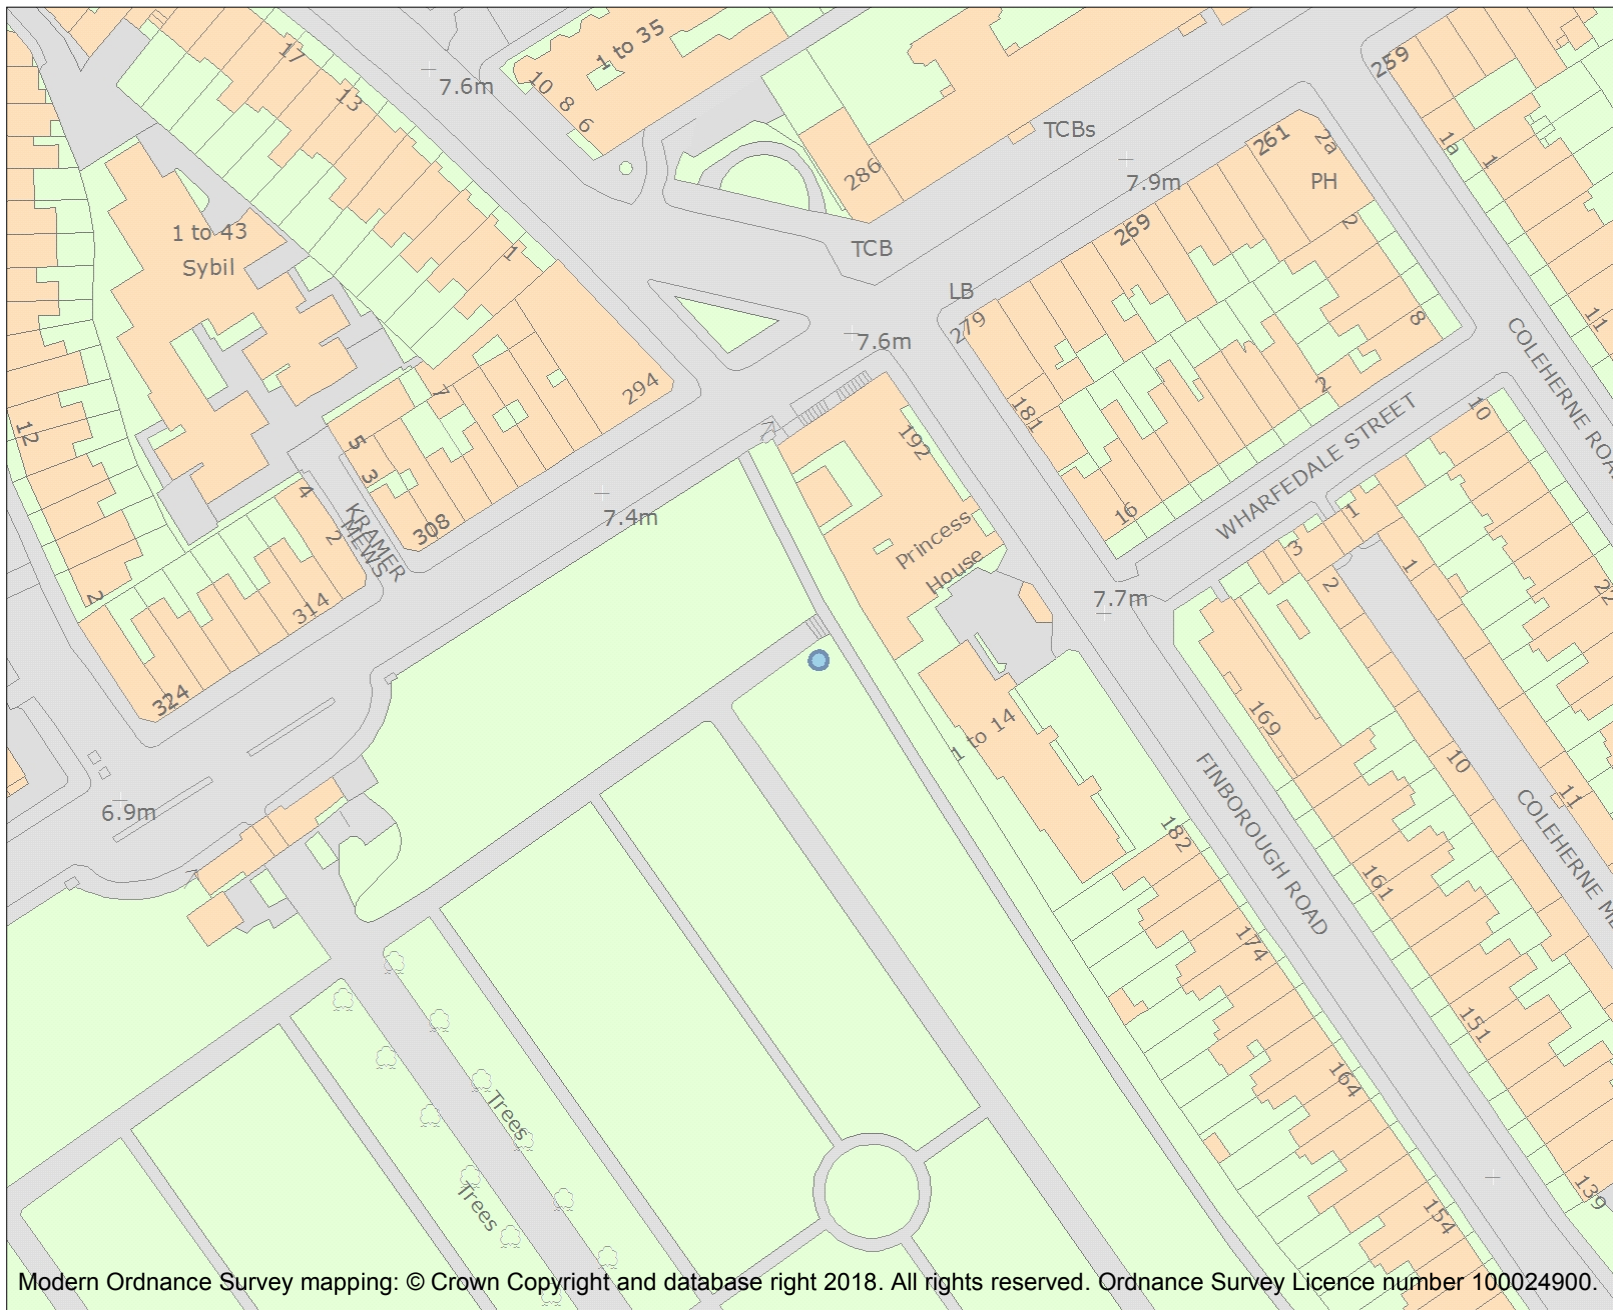 17
13
7.6m
10
8
6
1 to 35
286
TCBs
7.9m
259
261
2a
PH
1a
1
2
11
269
1 to 43
Sybil
1
TCB
LB
279
7.6m
8
COLEHERNE ROAD
294
7
5
3
12
181
2
WHARFEDALE STREET
10
192
4
2
KRAMER
MEWS
308
7.4m
16
Princess
House
1
3
2
1
7.7m
22
2
314
324
1 to 14
169
10
11
6.9m
FINBOROUGH ROAD
182
161
174
151
164
154
139
Trees
Trees
Modern Ordnance Survey mapping: © Crown Copyright and database right 2018. All rights reserved. Ordnance Survey Licence number 100024900.